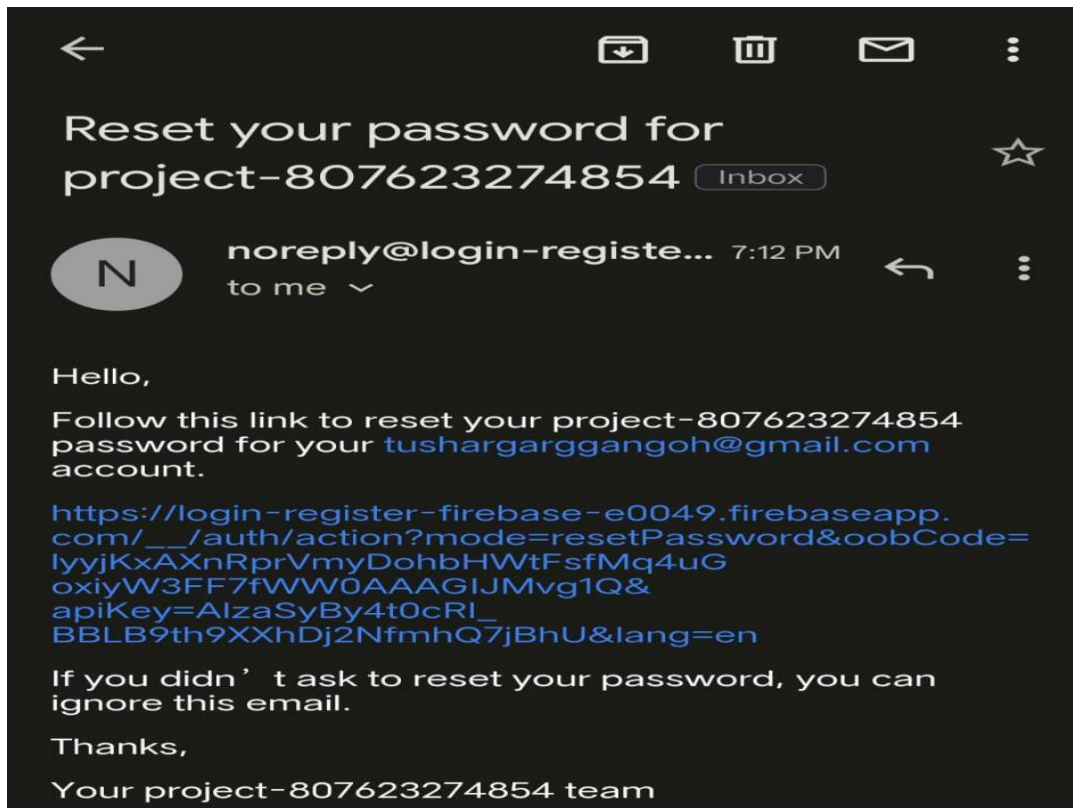 Reset your password for
project-807623274854 Inbox
N
noreply@login-registe... 7:12 PM
to me
Hello,
Follow this link to reset your project-807623274854
password for your tushargarggangoh@gmail.com
account.
https://login-register-firebase-e0049.firebaseapp.
com/__/auth/action?mode=resetPassword&oobCode=
lyyjKxAXnRprVmyDohbHWtFsfMq4uG
oxiyW3FF7fWW0AAAGIJMvg1Q&
apiKey=AIzaSyBy4t0cRI_
BBLB9th9XXhDj2NfmhQ7jBhU&lang=en
If you didn’t ask to reset your password, you can
ignore this email.
Thanks,
Your project-807623274854 team